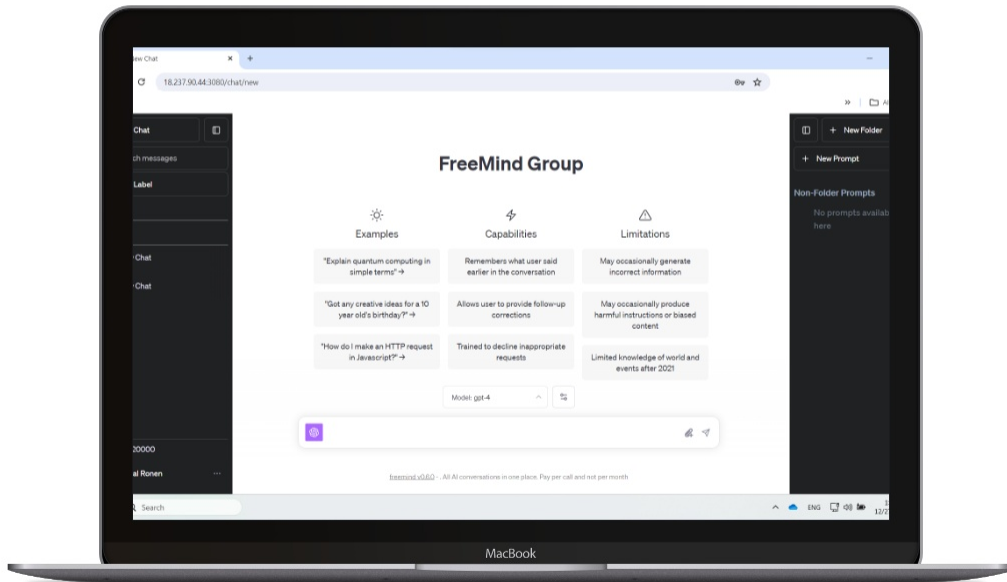 ew Chat
18.237.90.44:3080/chat/new
Chat
ch messages
Label
Chat
Chat
20000
al Ronen
FreeMind Group
Examples
"Explain quantum computing in
simple terms" →
"Got any creative ideas for a 10
year old's birthday?" →
"How do I make an HTTP request
in Javascript?" →
Capabilities
Remembers what user said
earlier in the conversation
Allows user to provide follow-up
corrections
Trained to decline inappropriate
requests
Limitations
May occasionally generate
incorrect information
May occasionally produce
harmful instructions or biased
content
Limited knowledge of world and
events after 2021
Model: gpt-4
freemind v0.6.0 - . All AI conversations in one place. Pay per call and not per month
+ New Folder
+ New Prompt
Non-Folder Prompts
No prompts availab
here
Search
ENG
MacBook